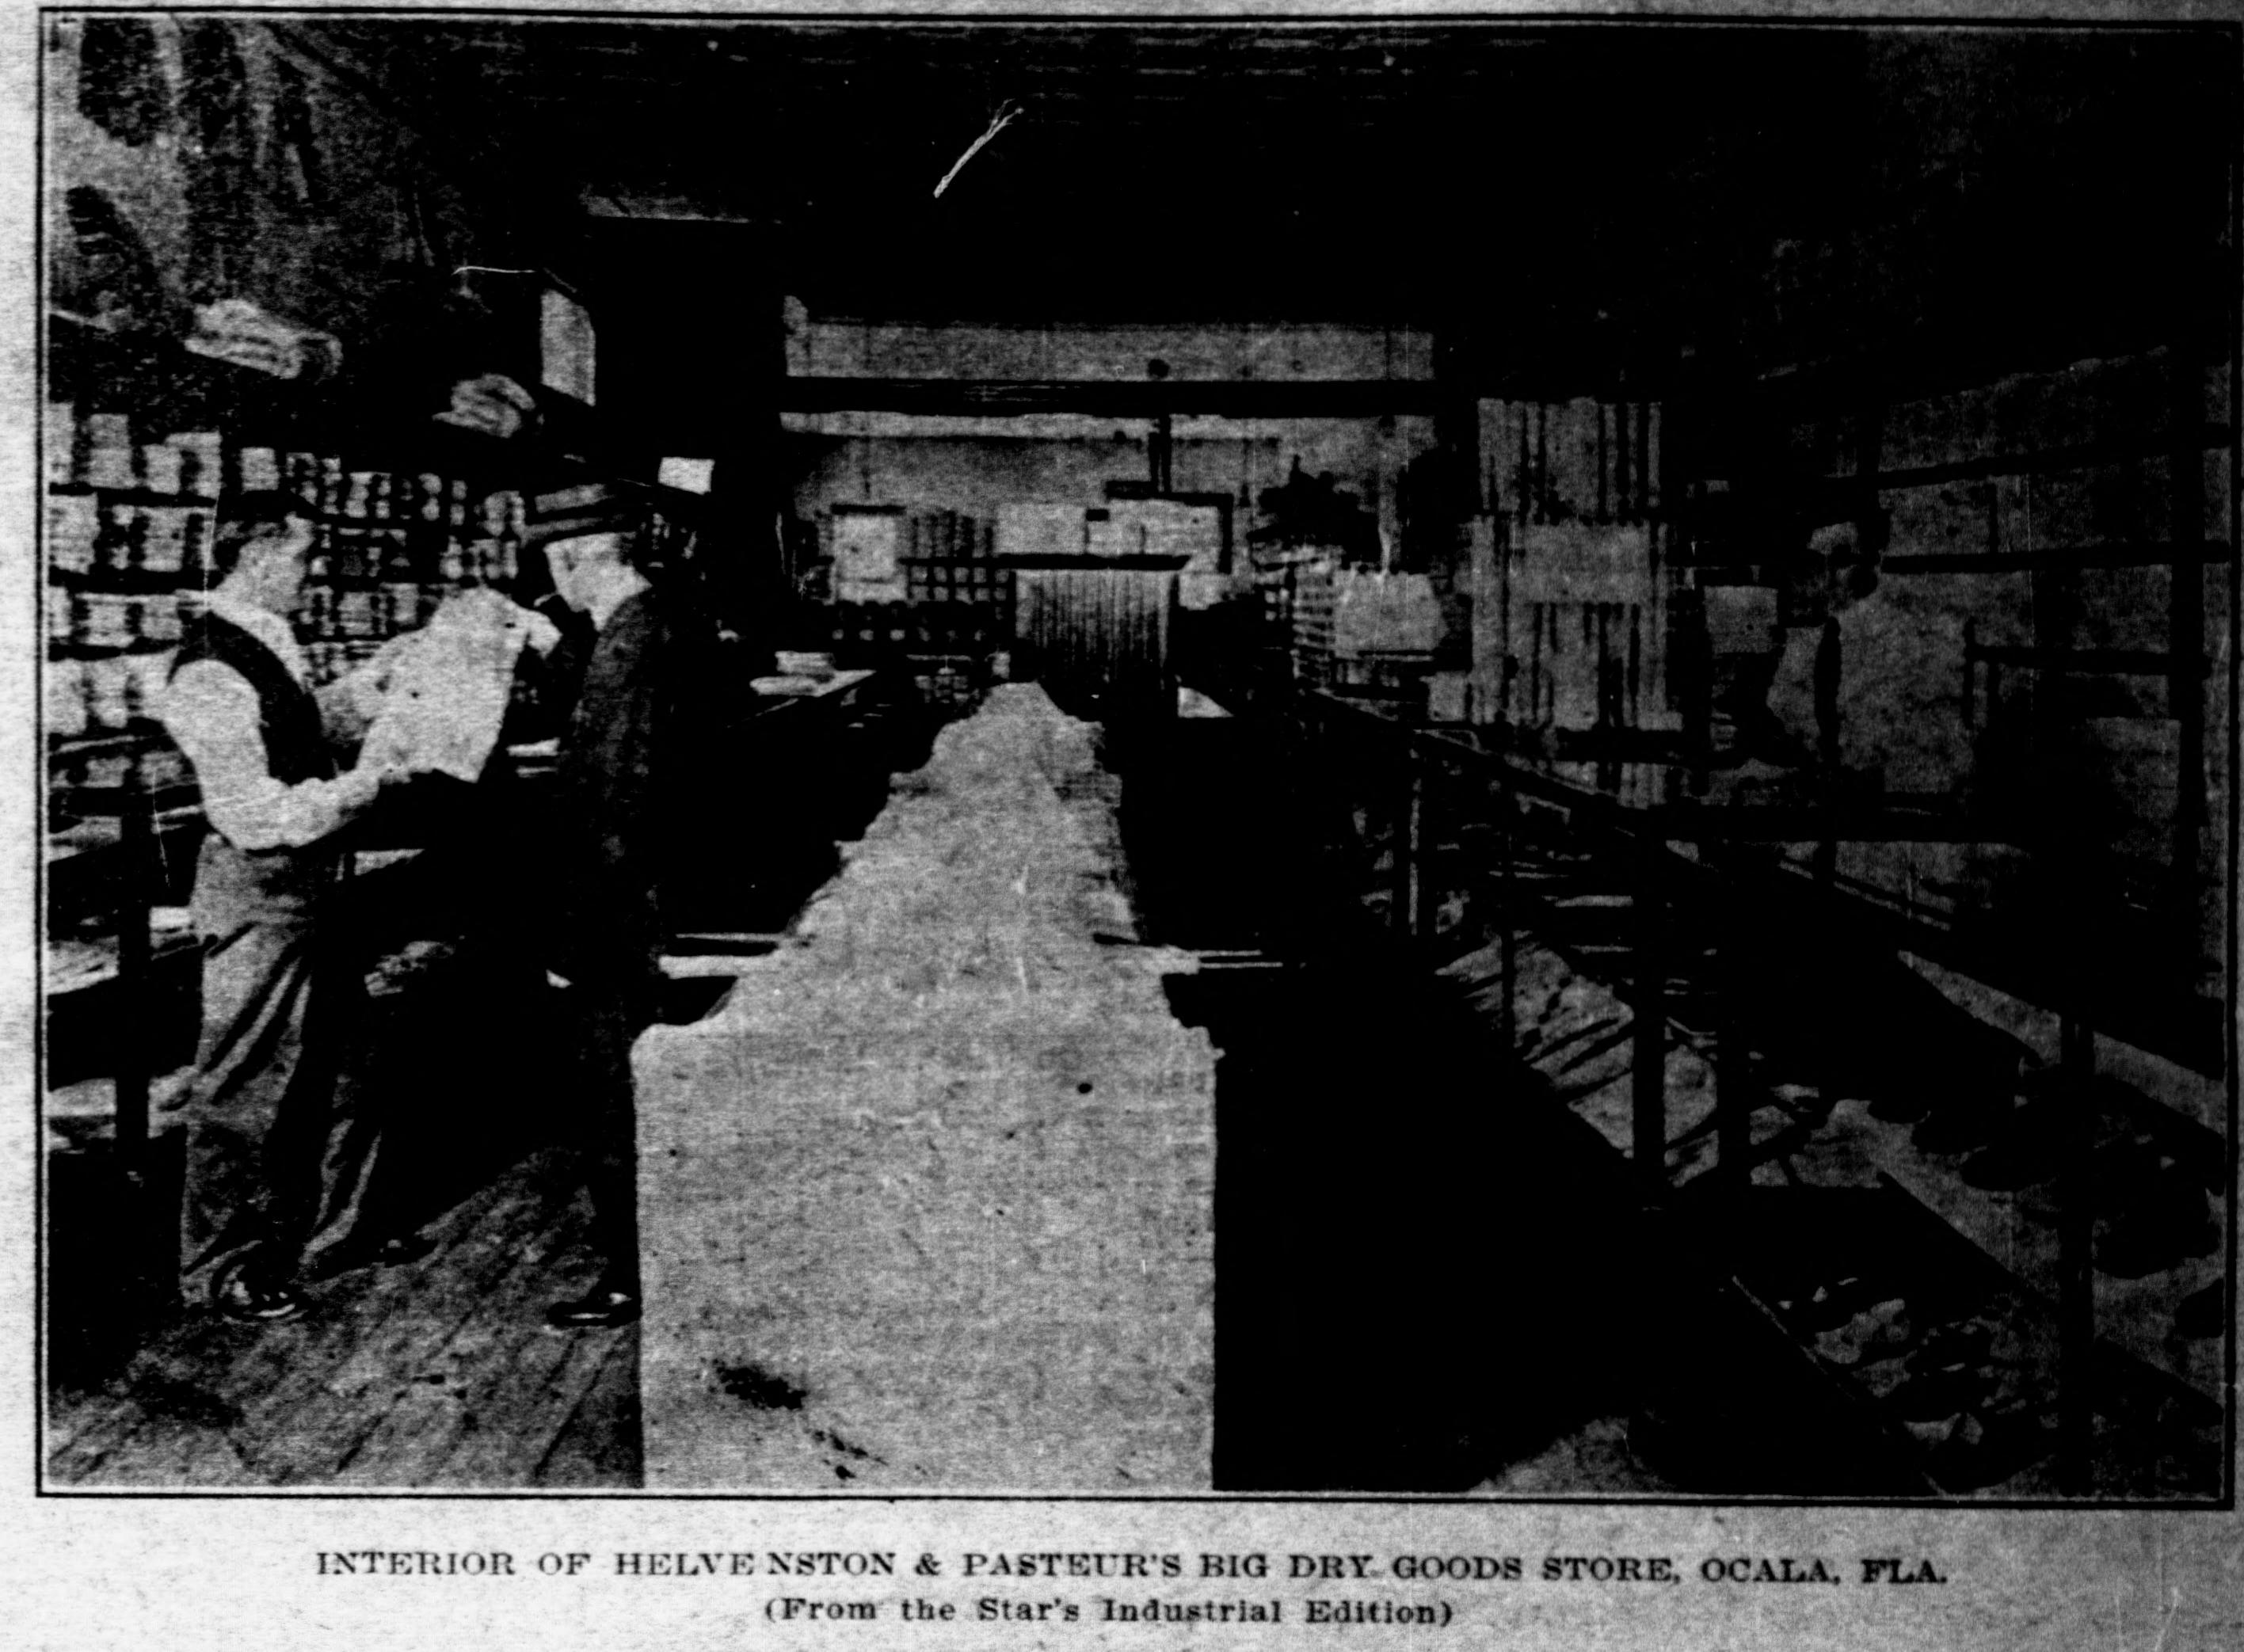 INTERIOR OF HELVENSTON & PASTEUR'S BIG DRY GOODS STORE, OCALA, FLA.
(From the Star's Industrial Edition)